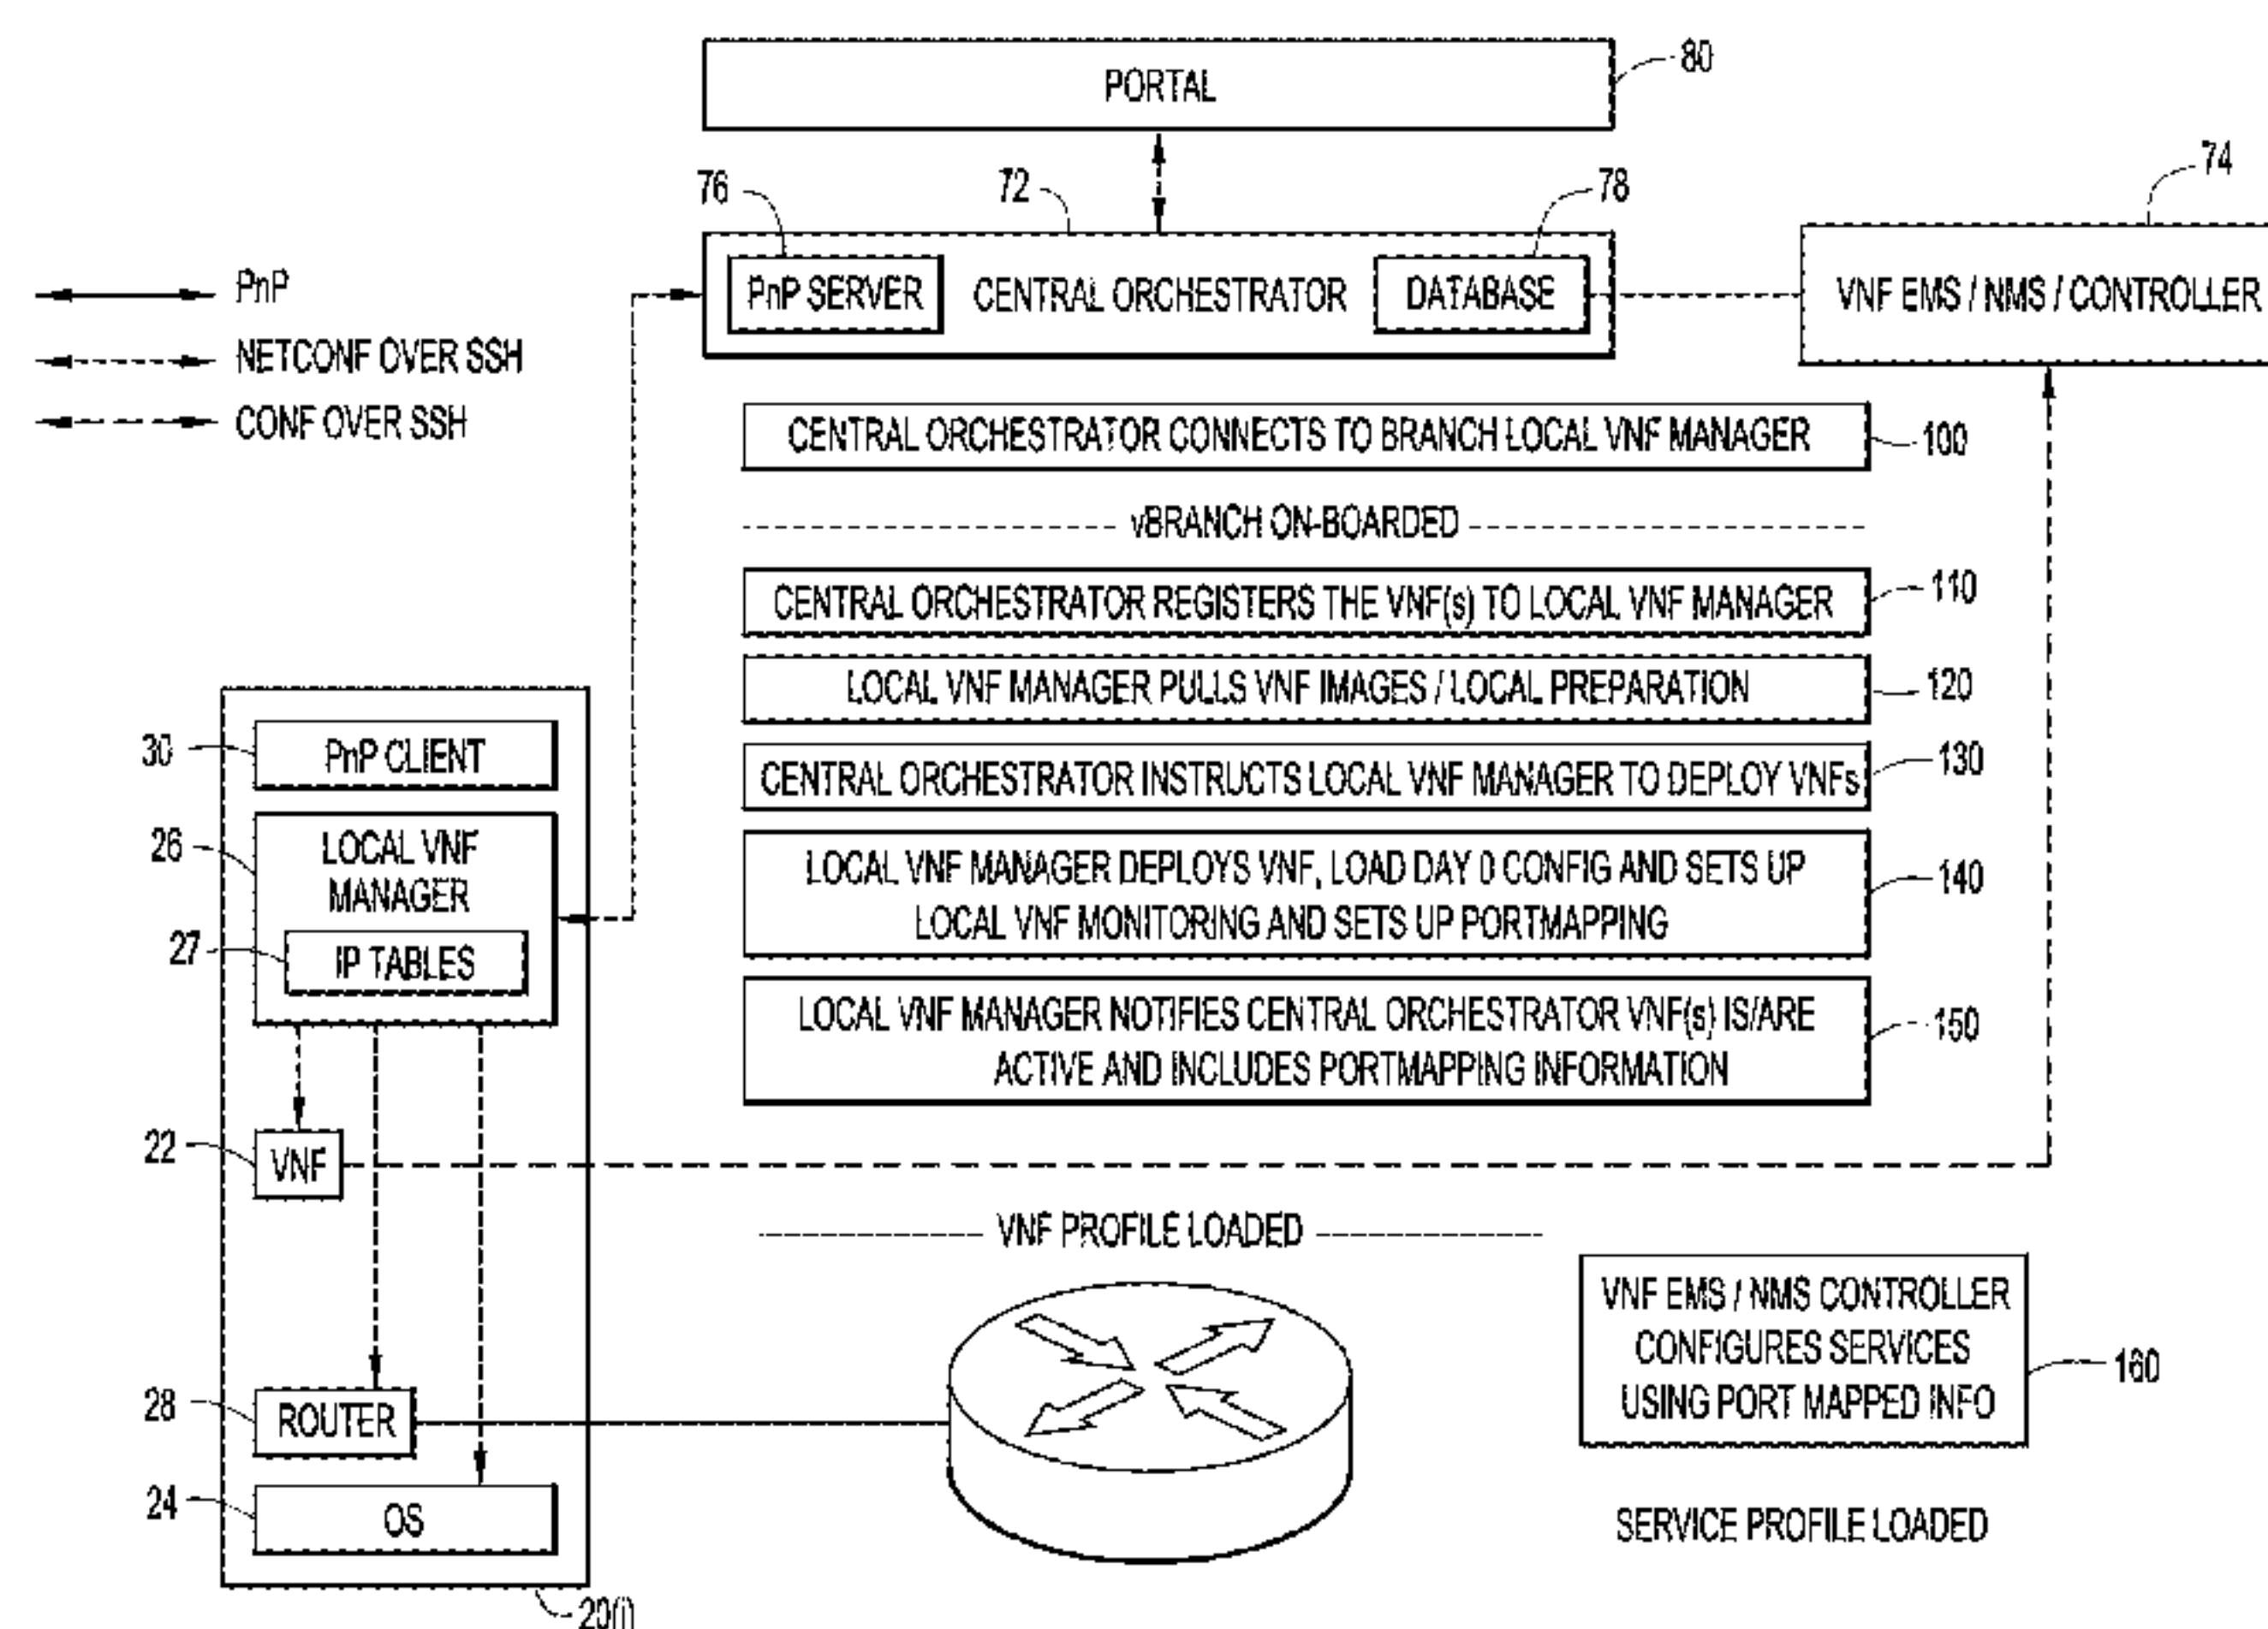 80
PORTAL
74
76
72
78
PnP
PnP SERVER
CENTRAL ORCHESTRATOR
DATABASE
VNF EMS / NMS / CONTROLLER
NETCONF OVER SSH
CONF OVER SSH
CENTRAL ORCHESTRATOR CONNECTS TO BRANCH LOCAL VNF MANAGER
100
vBRANCH ON-BOARDED
CENTRAL ORCHESTRATOR REGISTERS THE VNF(s) TO LOCAL VNF MANAGER
110
LOCAL VNF MANAGER PULLS VNF IMAGES / LOCAL PREPARATION
120
30
PnP CLIENT
CENTRAL ORCHESTRATOR INSTRUCTS LOCAL VNF MANAGER TO DEPLOY VNFs
130
26
LOCAL VNF
MANAGER
27
IP TABLES
LOCAL VNF MANAGER DEPLOYS VNF, LOAD DAY 0 CONFIG AND SETS UP
LOCAL VNF MONITORING AND SETS UP PORTMAPPING
140
LOCAL VNF MANAGER NOTIFIES CENTRAL ORCHESTRATOR VNF(s) IS/ARE
ACTIVE AND INCLUDES PORTMAPPING INFORMATION
150
22
VNF
VNF PROFILE LOADED
VNF EMS / NMS CONTROLLER
CONFIGURES SERVICES
USING PORT MAPPED INFO
160
28
ROUTER
24
OS
SERVICE PROFILE LOADED
20(i)